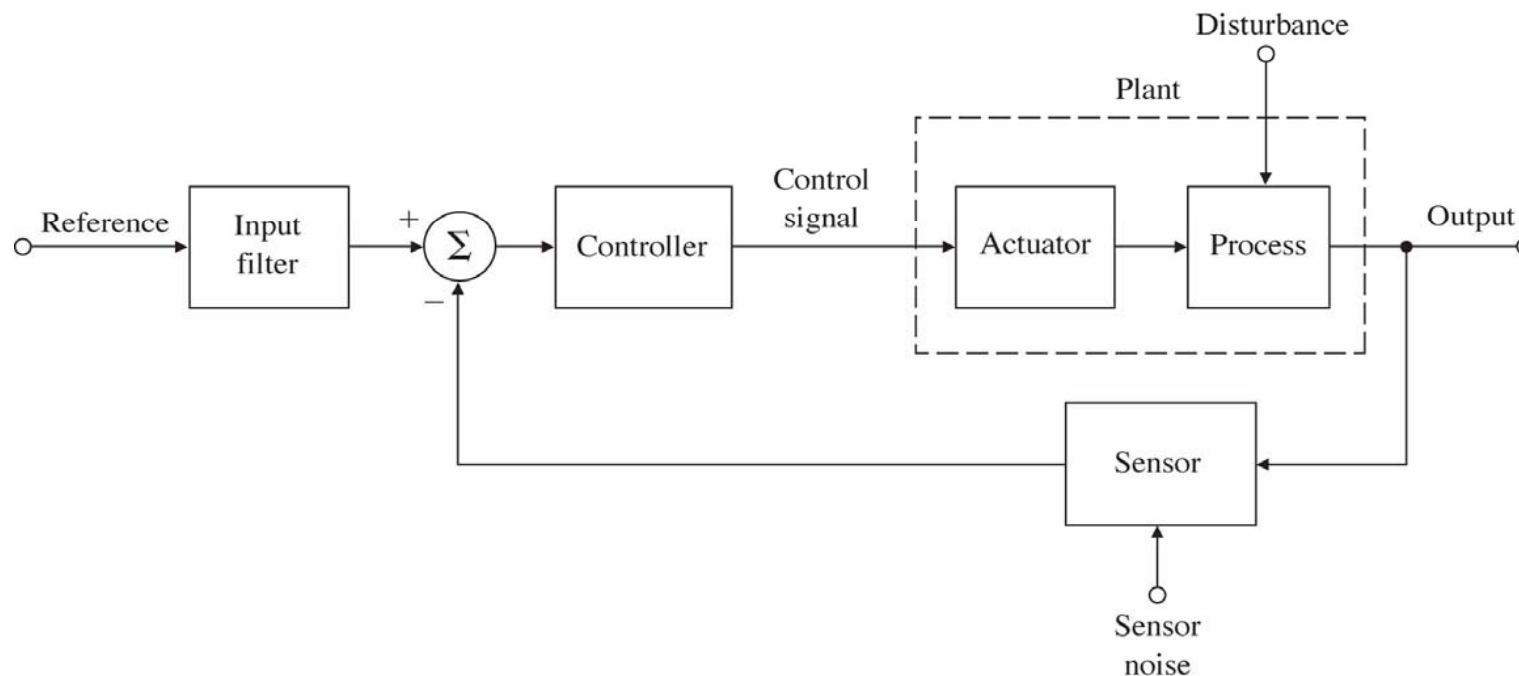 Disturbance
Plant
Reference
Input
filter
+
Σ
−
Controller
Control
signal
Actuator
Process
Output
Sensor
Sensor
noise